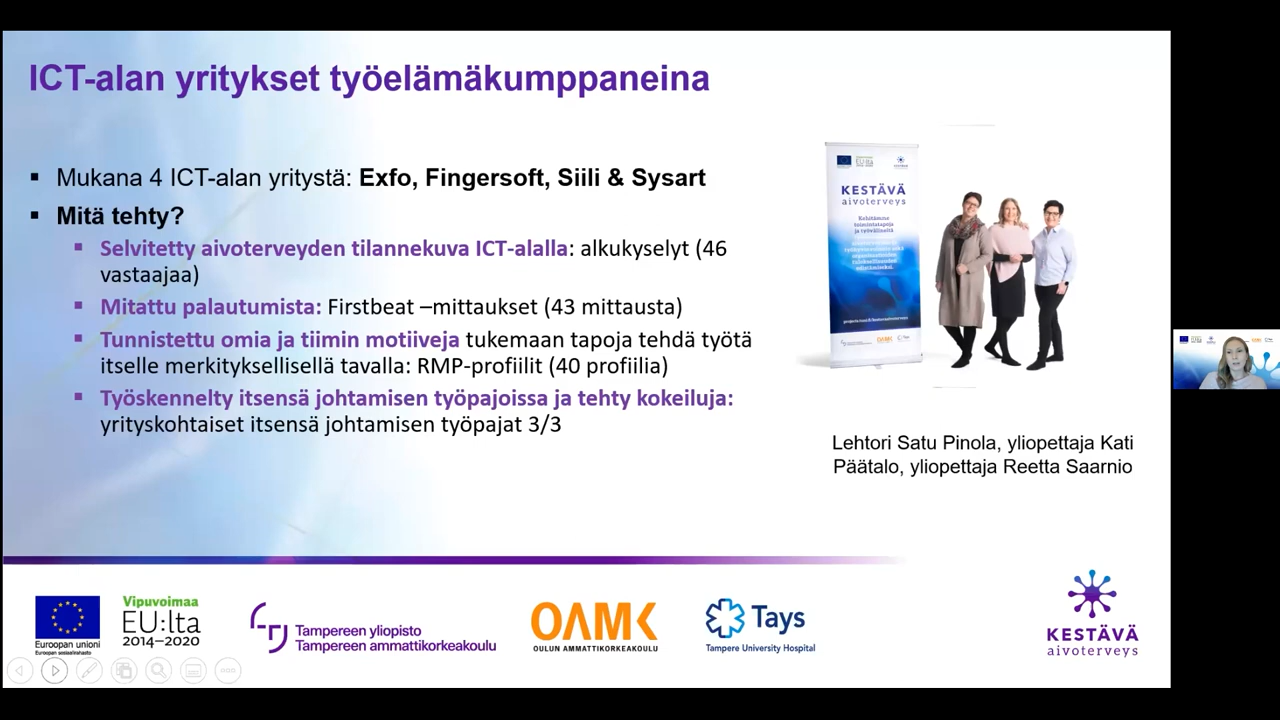 ICT-alan yritykset työelämäkumppaneina
▪ Mukana 4 ICT-alan yritystä: Exfo, Fingersoft, Siili & Sysart
▪ Mitä tehty?
▪ Selvitetty aivoterveyden tilannekuva ICT-alalla: alkukyselyt (46
vastaajaa)
▪ Mitattu palautumista: Firstbeat –mittaukset (43 mittausta)
▪ Tunnistettu omia ja tiimin motiiveja tukemaan tapoja tehdä työtä
itselle merkityksellisellä tavalla: RMP-profiilit (40 profiilia)
▪ Työskennelty itsensä johtamisen työpajoissa ja tehty kokeiluja:
yrityskohtaiset itsensä johtamisen työpajat 3/3
KESTÄVÄ
aivoterveys
Kehitämme
toimintatapoja
ja työvälineitä
Lehtori Satu Pinola, yliopettaja Kati
Päätalo, yliopettaja Reetta Saarnio
Euroopan unioni
Euroopan sosiaalirahasto
Vipuvoimaa
EU:lta
2014–2020
Tampereen yliopisto
Tampereen ammattikorkeakoulu
OAMK
OULUN AMMATTIKORKEAKOULU
Tays
Tampere University Hospital
KESTÄVÄ
aivoterveys